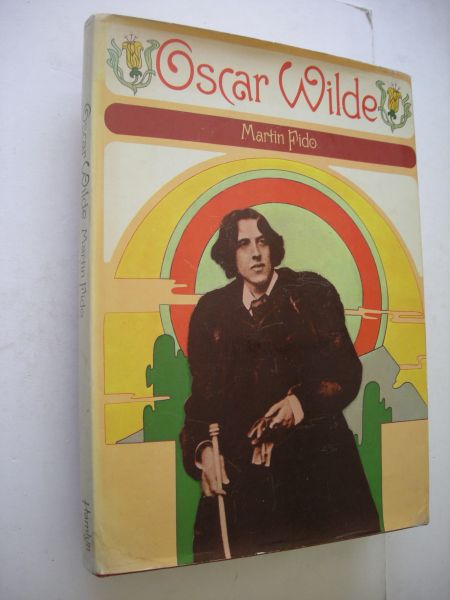 Oscar Wilde
Martin Fido
Oscar Wilde Martin Fido
Hamlyn